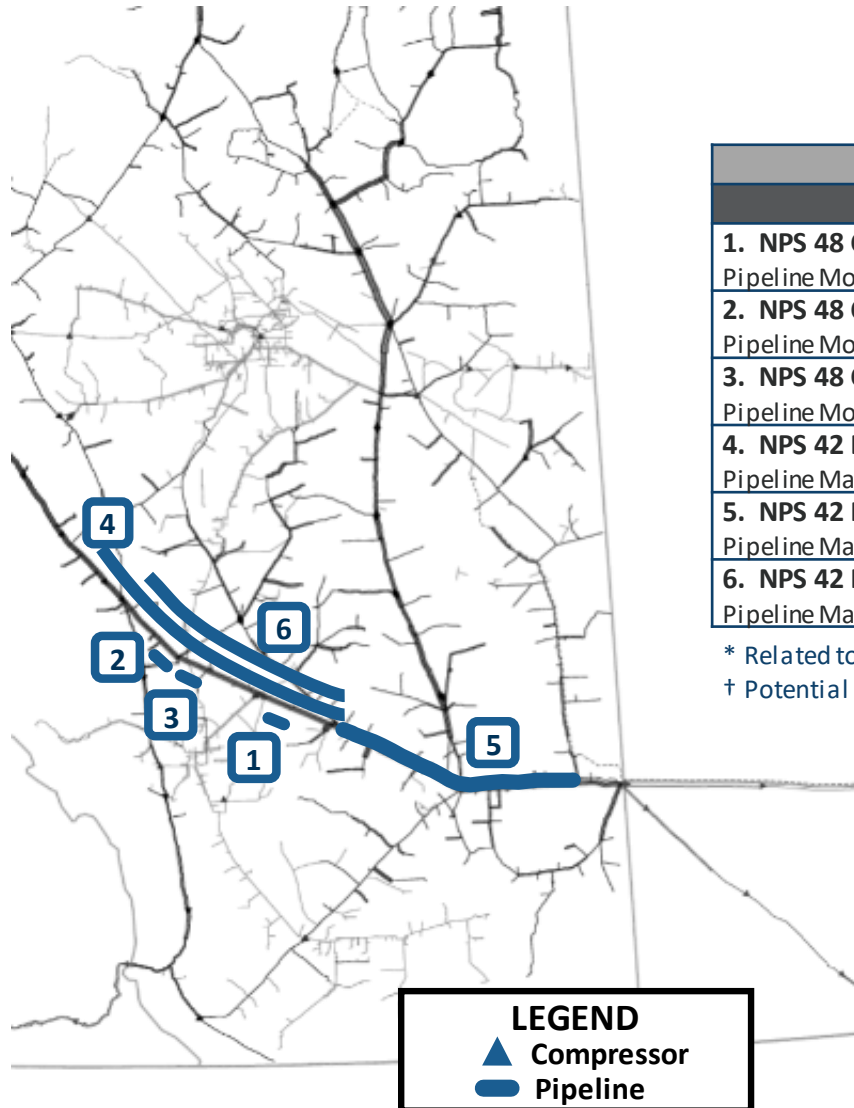 4
2
3
6
1
5
1. NPS 48
Pipeline Mo
2. NPS 48
Pipeline Mo
3. NPS 48
Pipeline Mo
4. NPS 42
Pipeline Ma
5. NPS 42
Pipeline Ma
6. NPS 42
Pipeline Ma
* Related to
† Potential
LEGEND
Compressor
Pipeline